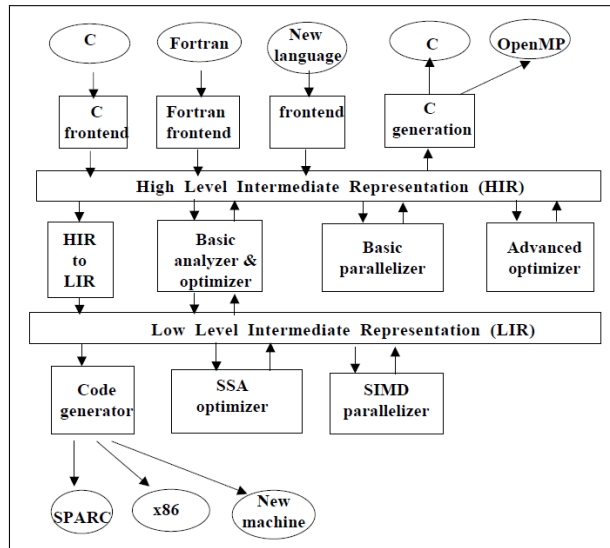 C
Fortran
New
language
C
OpenMP
C
frontend
Fortran
frontend
frontend
C
generation
High Level Intermediate Representation (HIR)
HIR
to
LIR
Basic
analyzer &
optimizer
Basic
parallelizer
Advanced
optimizer
Low Level Intermediate Representation (LIR)
Code
generator
SSA
optimizer
SIMD
parallelizer
SPARC
x86
New
machine